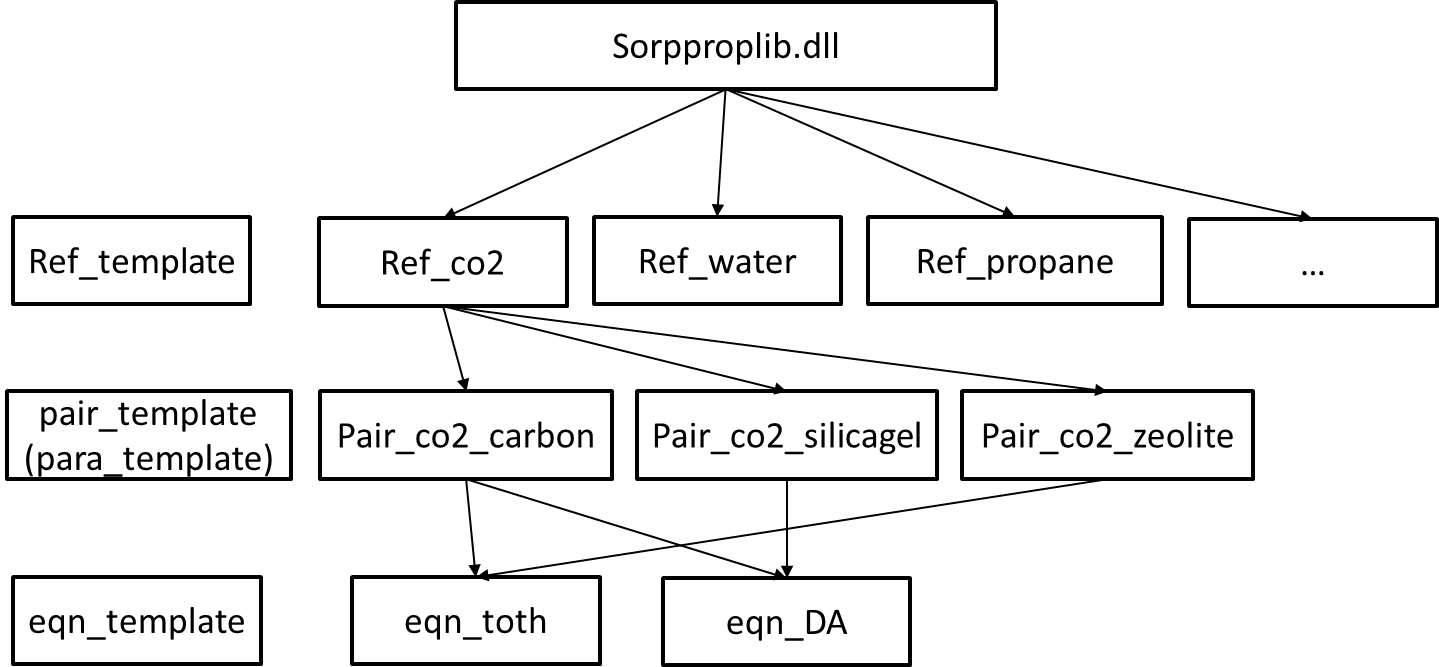 Sorpproplib.dll
Ref_template
Ref_co2
Ref_water
Ref_propane
...
pair_template
(para_template)
Pair_co2_carbon
Pair_co2_silicagel
Pair_co2_zeolite
eqn_template
eqn_toth
eqn_DA